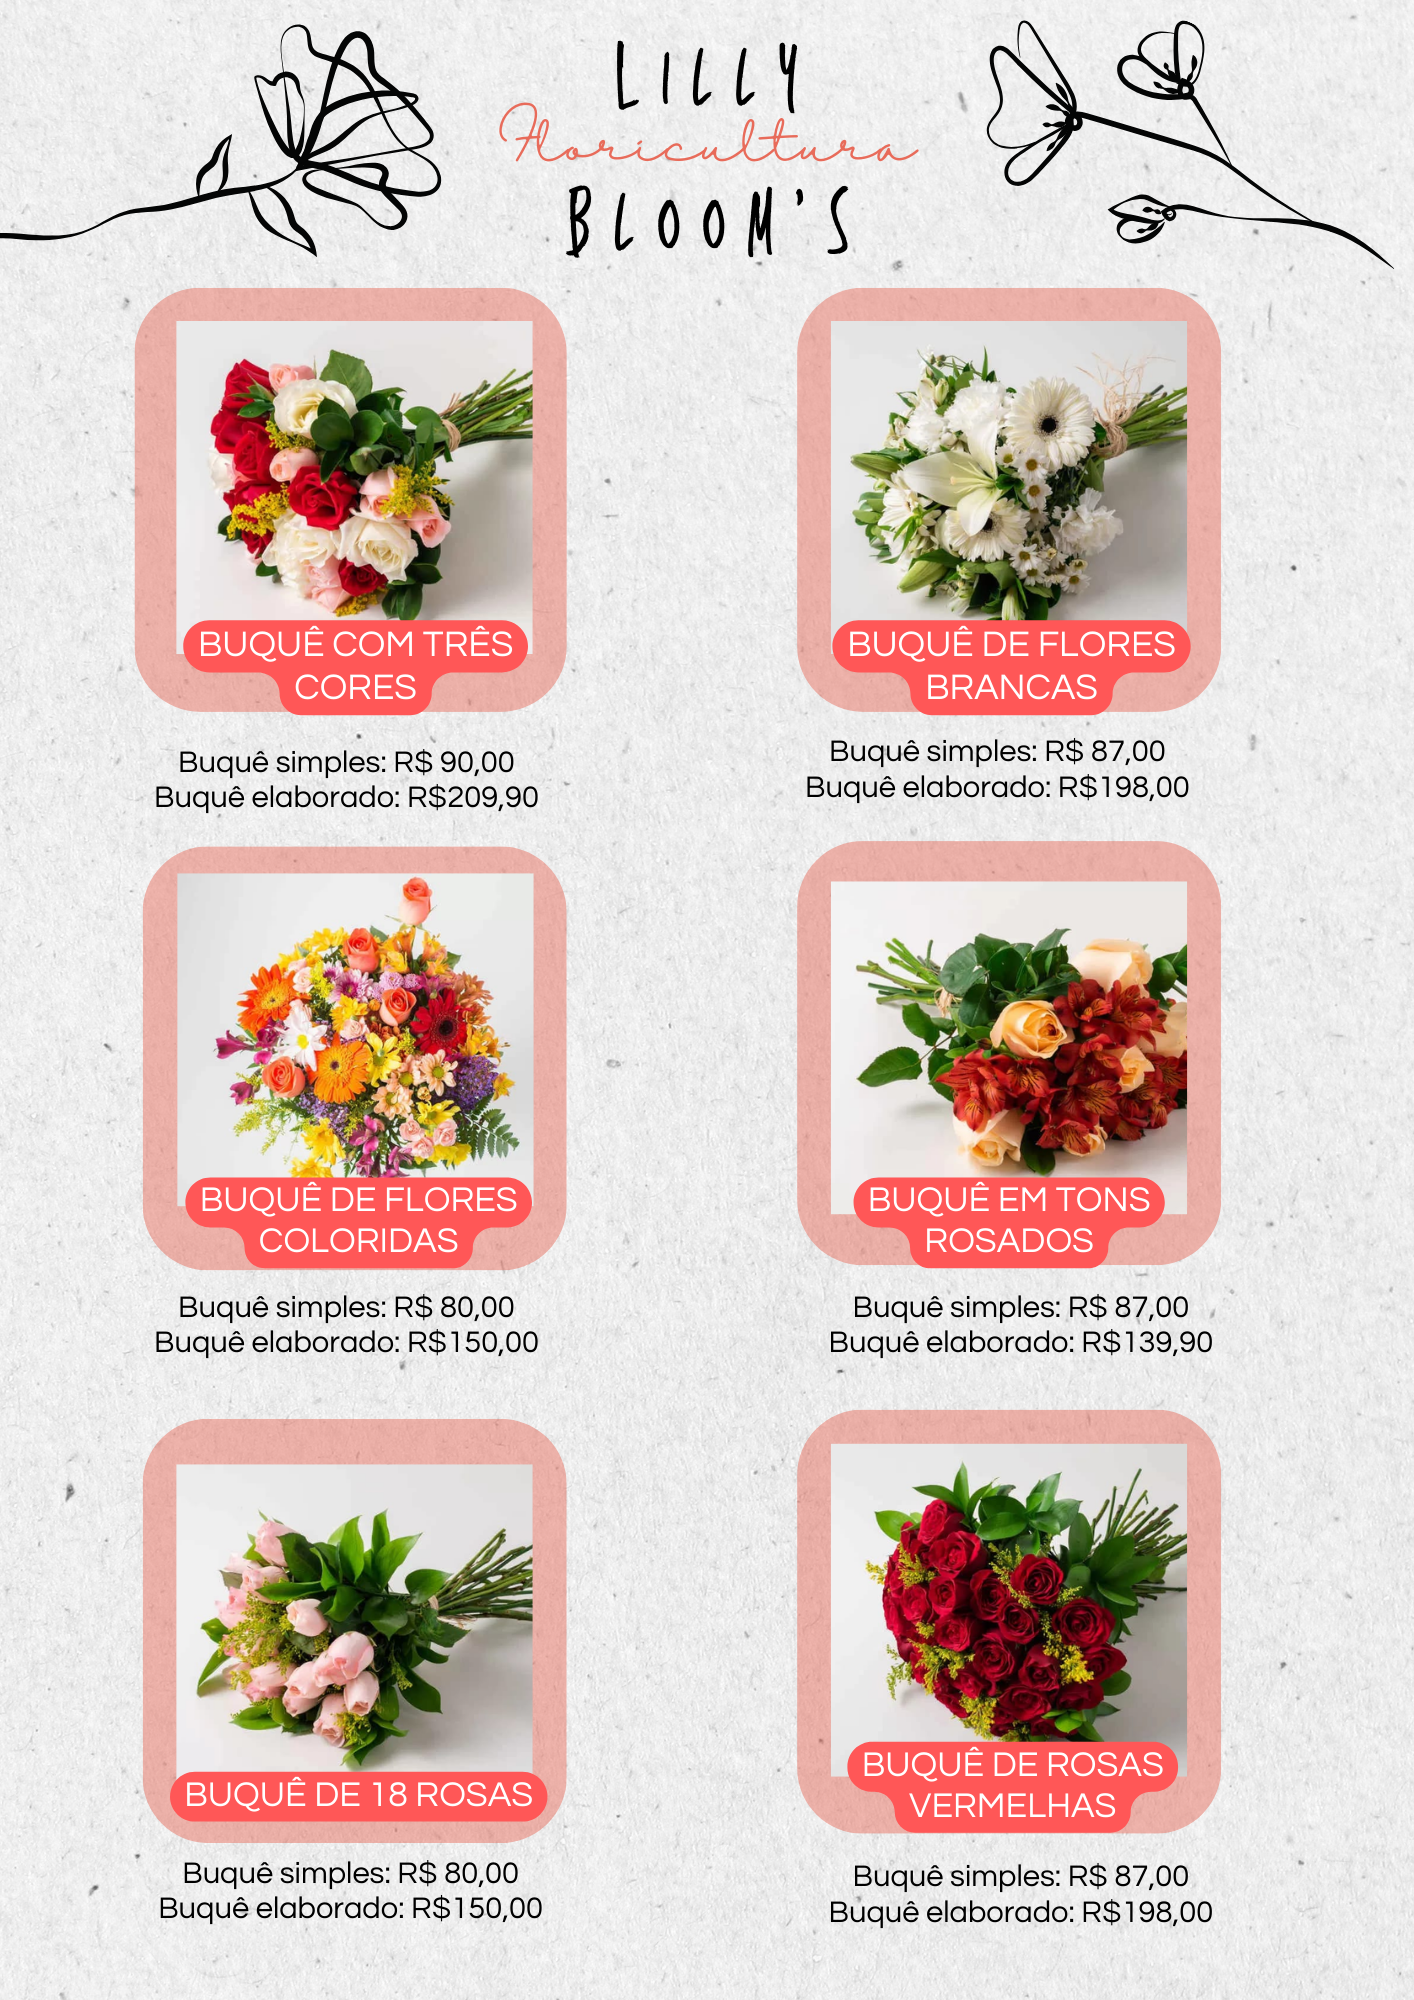 LILLY
Floricultura
BLOOM'S
BUQUÊ COM TRÊS
CORES
Buquê simples: R$ 90,00
Buquê elaborado: R$209,90
BUQUÊ DE FLORES
BRANCAS
Buquê simples: R$ 87,00
Buquê elaborado: R$198,00
BUQUÊ DE FLORES
COLORIDAS
Buquê simples: R$ 80,00
Buquê elaborado: R$150,00
BUQUÊ EM TONS
ROSADOS
Buquê simples: R$ 87,00
Buquê elaborado: R$139,90
BUQUÊ DE 18 ROSAS
Buquê simples: R$ 80,00
Buquê elaborado: R$150,00
BUQUÊ DE ROSAS
VERMELHAS
Buquê simples: R$ 87,00
Buquê elaborado: R$198,00